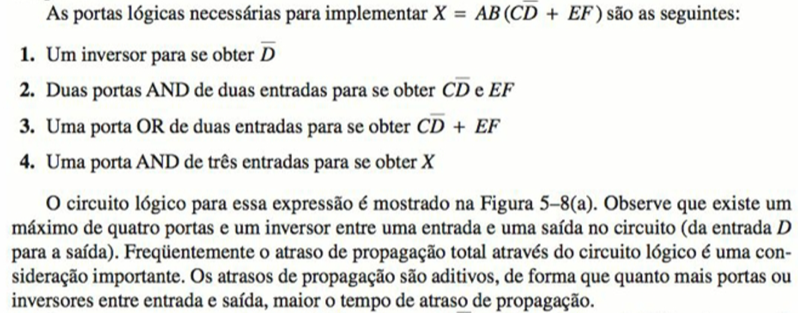 As portas lógicas necessárias para implementar X = AB(CD̅ + EF) são as seguintes:
1. Um inversor para se obter D̅
2. Duas portas AND de duas entradas para se obter CD̅ e EF
3. Uma porta OR de duas entradas para se obter CD̅ + EF
4. Uma porta AND de três entradas para se obter X
O circuito lógico para essa expressão é mostrado na Figura 5–8(a). Observe que existe um
máximo de quatro portas e um inversor entre uma entrada e uma saída no circuito (da entrada D
para a saída). Freqüentemente o atraso de propagação total através do circuito lógico é uma con-
sideração importante. Os atrasos de propagação são aditivos, de forma que quanto mais portas ou
inversores entre entrada e saída, maior o tempo de atraso de propagação.